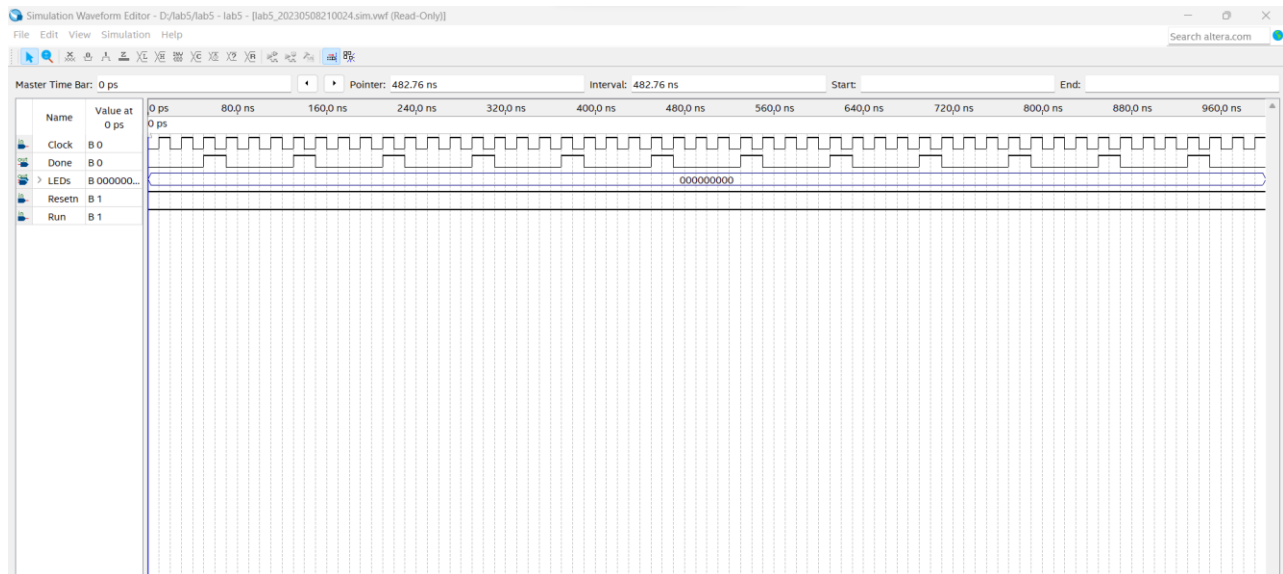 Simulation Waveform Editor - D:/lab5/lab5 - lab5 - [lab5_20230508210024.sim.vwf (Read-Only)]
File Edit View Simulation Help
Search altera.com
Master Time Bar: 0 ps
Pointer: 482.76 ns
Interval: 482.76 ns
Start:
End:
Name
Value at
0 ps
0 ps 80.0 ns 160.0 ns 240.0 ns 320.0 ns 400.0 ns 480.0 ns 560.0 ns 640.0 ns 720.0 ns 800.0 ns 880.0 ns 960.0 ns
0 ps
Clock B 0
Done B 0
> LEDs B 000000... 000000000
Resetn B 1
Run B 1